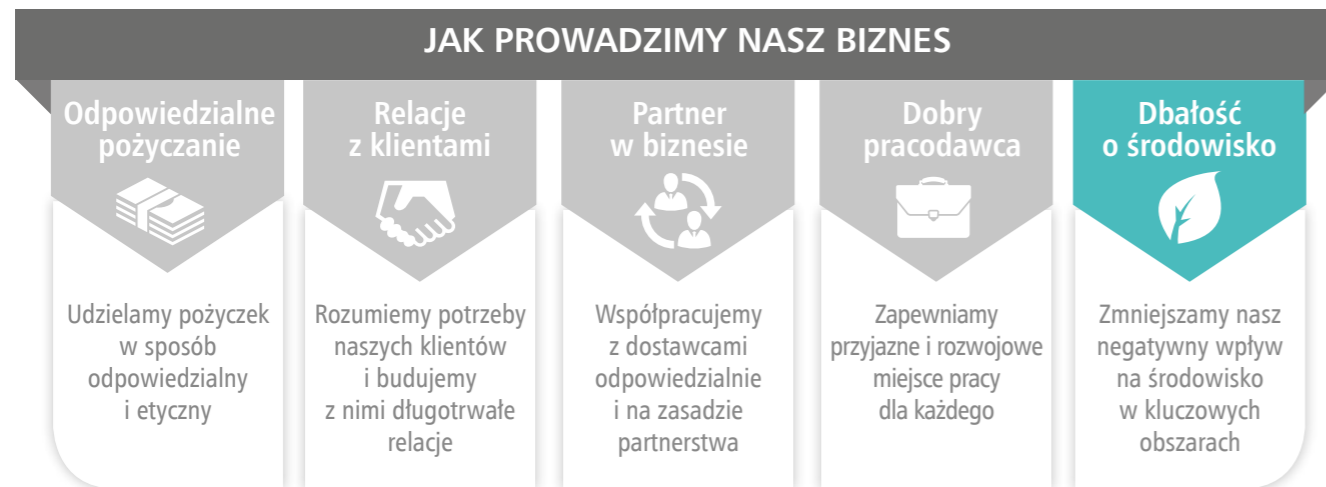 JAK PROWADZIMY NASZ BIZNES
Odpowiedzialne
pożyczanie
Udzielamy pożyczek
w sposób
odpowiedzialny
i etyczny
Relacje
z klientami
Rozumiemy potrzeby
naszych klientów
i budujemy
z nimi długotrwałe
relacje
Partner
w biznesie
Współpracujemy
z dostawcami
odpowiedzialnie
i na zasadzie
partnerstwa
Dobry
pracodawca
Zapewniamy
przyjazne i rozwojowe
miejsce pracy
dla każdego
Dbałość
o środowisko
Zmniejszamy nasz
negatywny wpływ
na środowisko
w kluczowych
obszarach